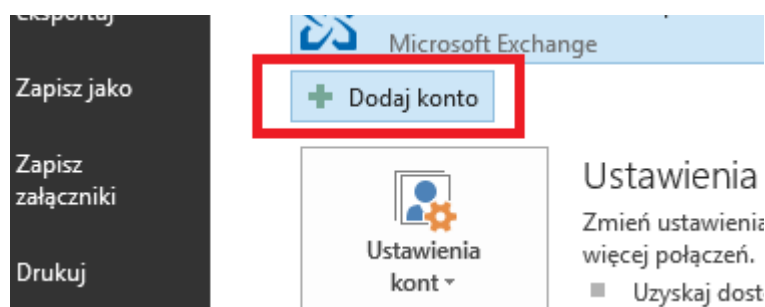 eksportuj
Microsoft Exchange
Zapisz jako
Dodaj konto
Zapisz
załączniki
Ustawienia
kont
Drukuj
Ustawienia
Zmień ustawienia
więcej połączeń.
Uzyskaj dost